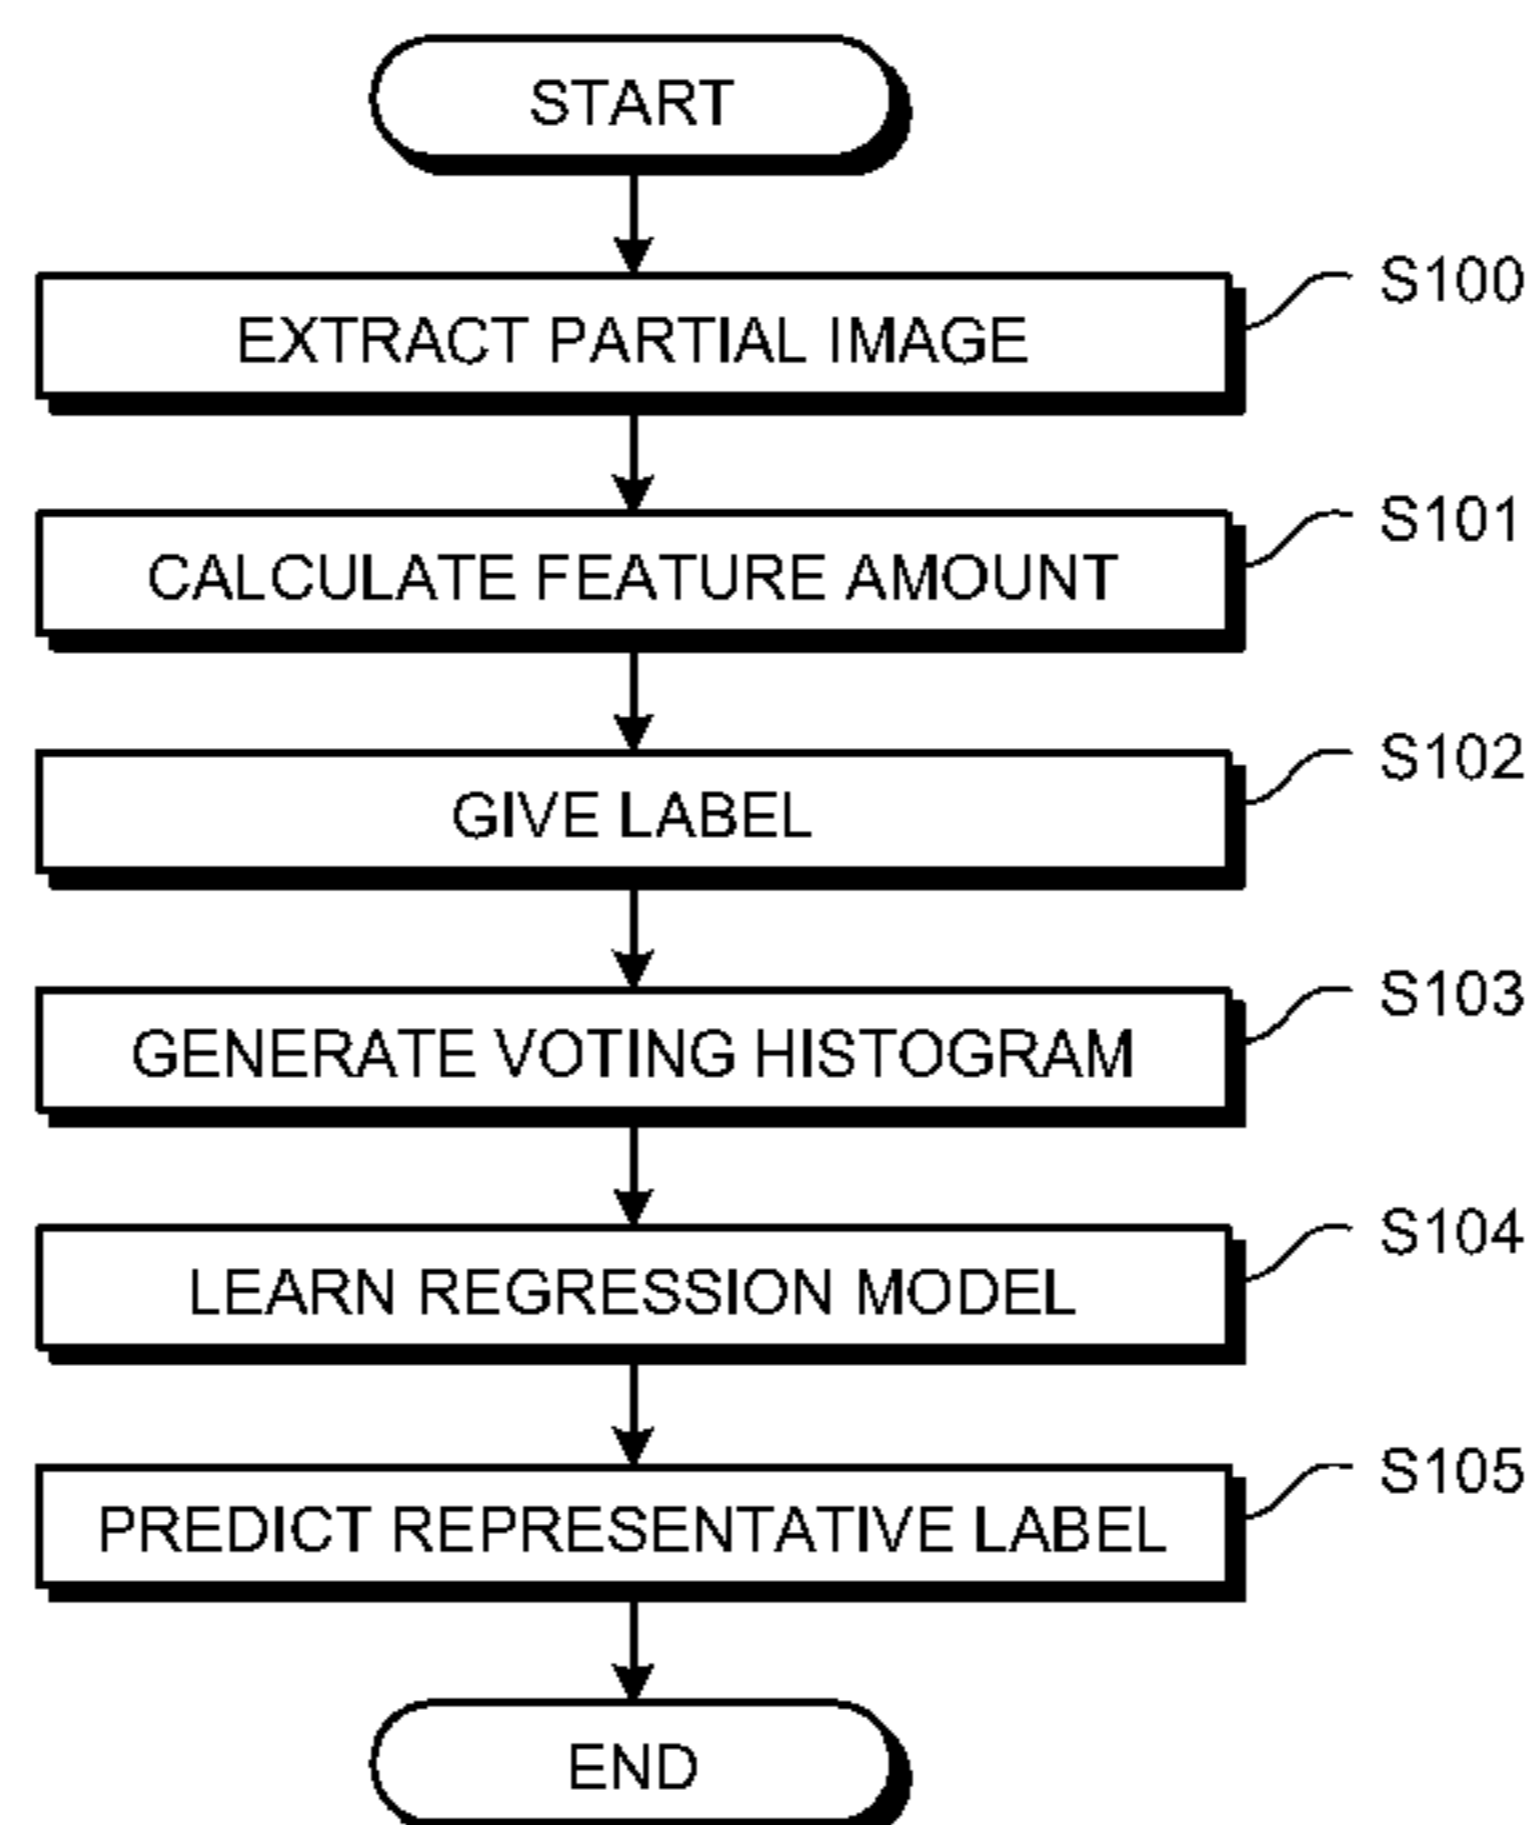 START
EXTRACT PARTIAL IMAGE
S100
CALCULATE FEATURE AMOUNT
S101
GIVE LABEL
S102
GENERATE VOTING HISTOGRAM
S103
LEARN REGRESSION MODEL
S104
PREDICT REPRESENTATIVE LABEL
S105
END